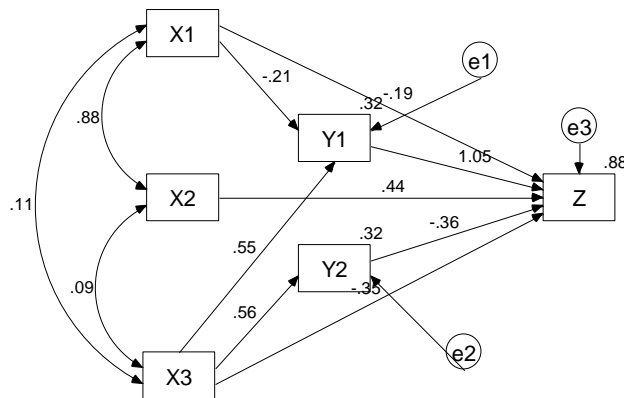 X1
e1
-.21
.32
-.19
e3
.88
Y1
1.05
.88
X2
.44
Z
.11
.55
.32
-.36
Y2
.09
.56
-.35
e2
X3